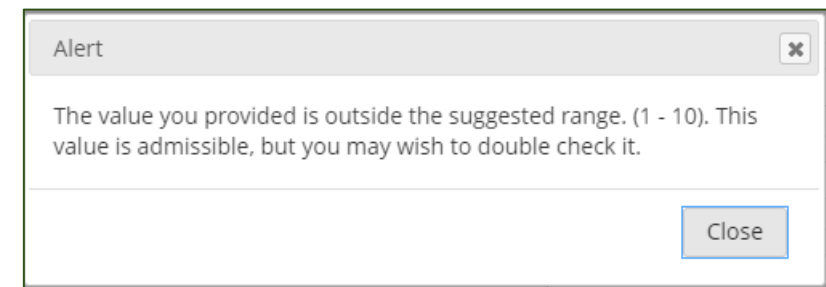 Alert
The value you provided is outside the suggested range. (1 - 10). This
value is admissible, but you may wish to double check it.
Close